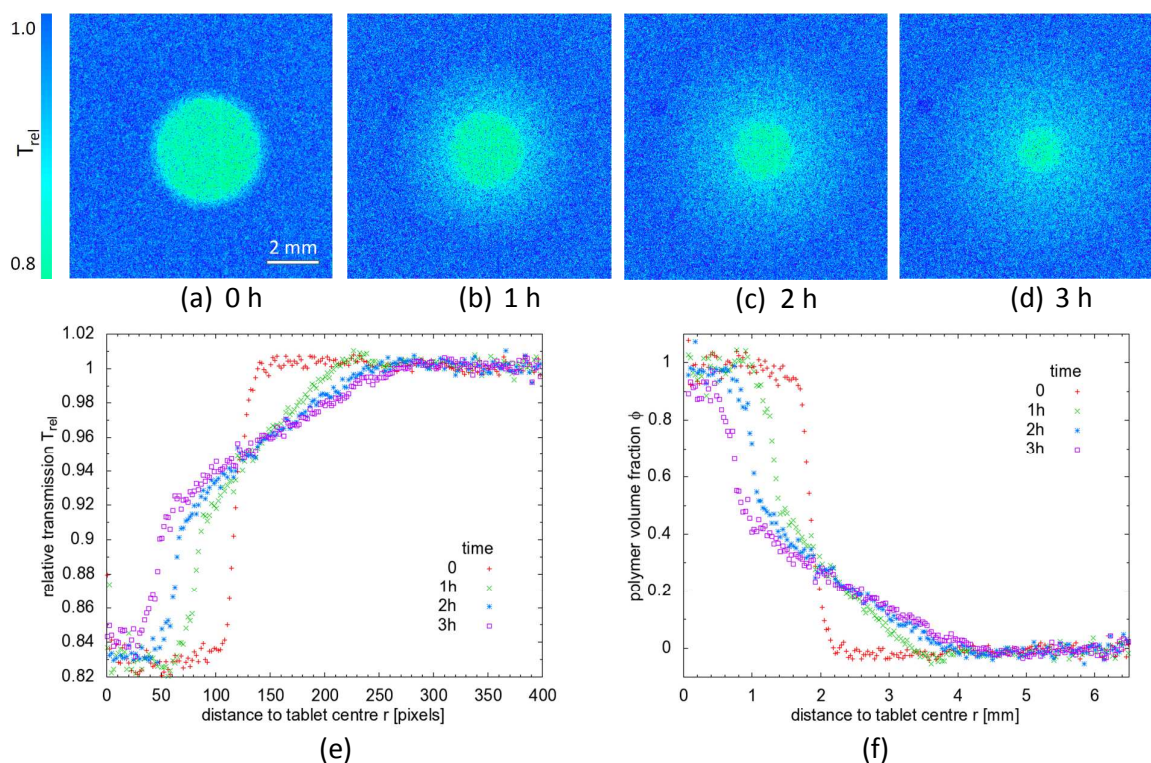 1.0
T_rel
0.8
2 mm
(a) 0 h
(b) 1 h
(c) 2 h
(d) 3 h
1.02
1
0.98
0.96
0.94
0.92
0.9
0.88
0.86
0.84
0.82
relative transmission T_rel
time
0
1h
2h
3h
0 50 100 150 200 250 300 350 400
distance to tablet centre r [pixels]
(e)
1
0.8
0.6
0.4
0.2
0
polymer volume fraction ϕ
time
0
1h
2h
3h
0 1 2 3 4 5 6
distance to tablet centre r [mm]
(f)